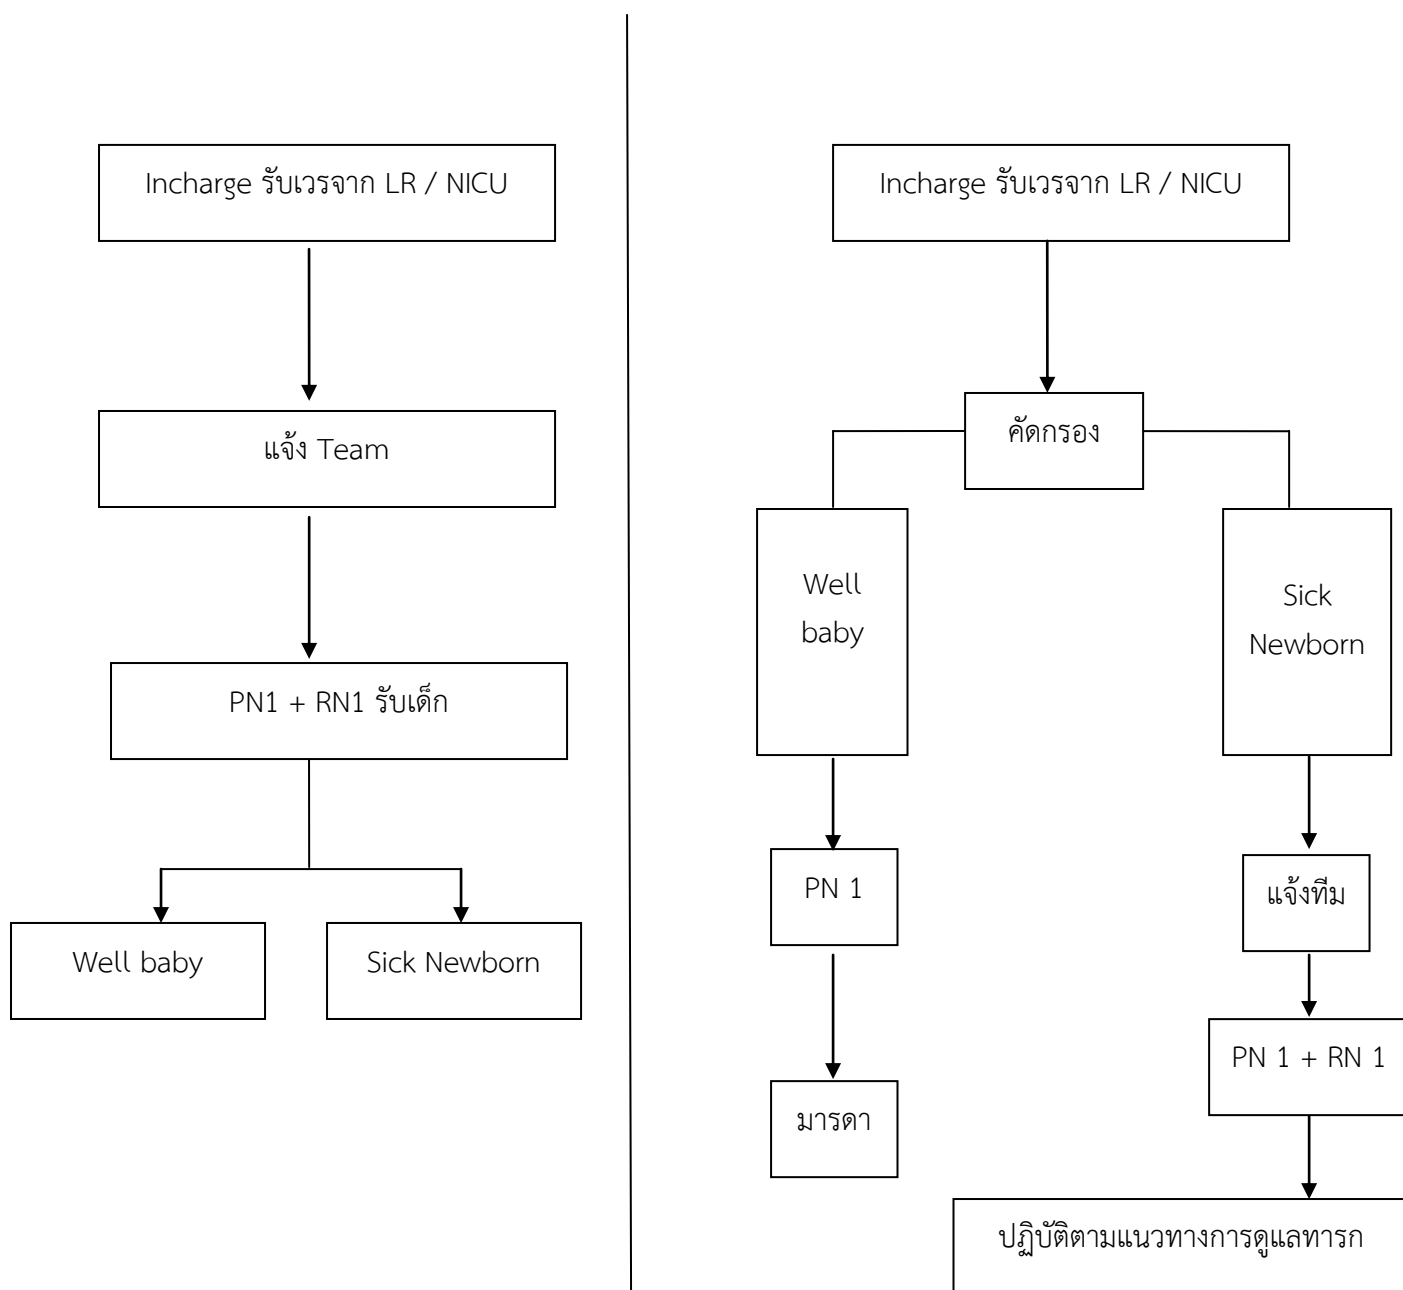 Incharge รับเวรจาก LR / NICU
แจ้ง Team
PN1 + RN1 รับเด็ก
Well baby
Sick Newborn
Incharge รับเวรจาก LR / NICU
คัดกรอง
Well
baby
Sick
Newborn
PN 1
แจ้งทีม
มารดา
PN 1 + RN 1
ปฏิบัติตามแนวทางการดูแลทารก